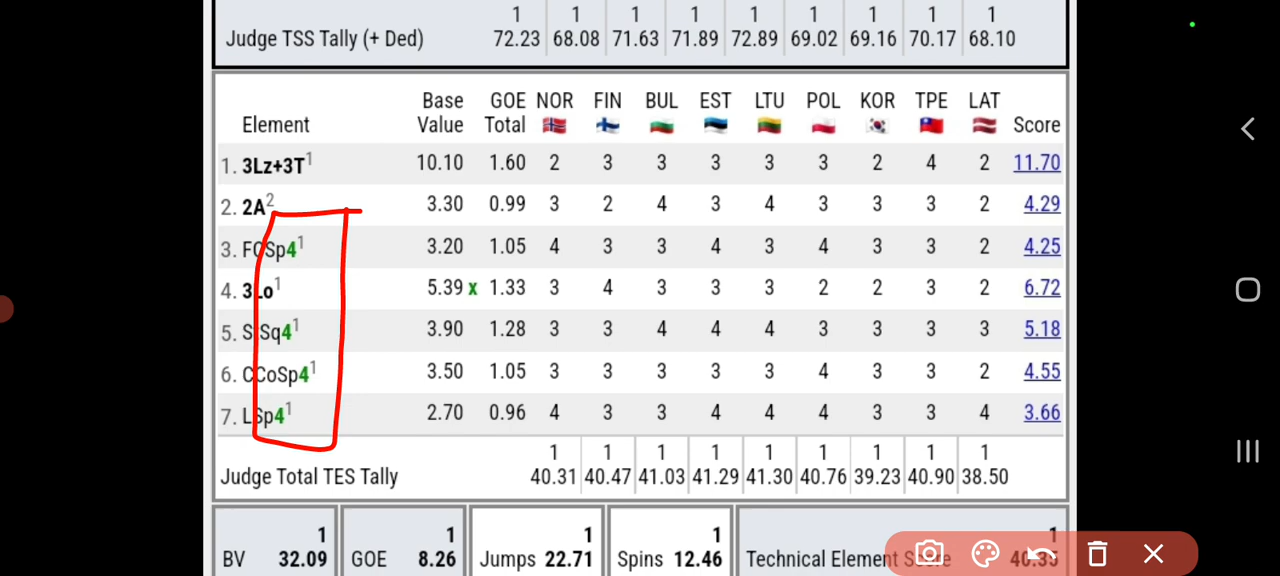 1 1 1 1 1 1 1 1 1
Judge TSS Tally (+ Ded) 72.23 68.08 71.63 71.89 72.89 69.02 69.16 70.17 68.10
Base GOE NOR FIN BUL EST LTU POL KOR TPE LAT
Element Value Total Score
1. 3Lz+3T1 10.10 1.60 2 3 3 3 3 3 2 4 2 11.70
2. 2A2 3.30 0.99 3 2 4 3 4 3 3 3 2 4.29
3. FCSp41 3.20 1.05 4 3 3 4 3 4 3 3 2 4.25
4. 3Lo1 5.39 x 1.33 3 4 3 3 3 2 2 3 2 6.72
5. StSq41 3.90 1.28 3 3 4 4 4 3 3 3 3 5.18
6. CCoSp41 3.50 1.05 3 3 3 3 3 4 3 3 2 4.55
7. LSp41 2.70 0.96 4 3 3 4 4 4 3 3 4 3.66
1 1 1 1 1 1 1 1 1
Judge Total TES Tally 40.31 40.47 41.03 41.29 41.30 40.76 39.23 40.90 38.50
1 1 1 1 1
BV 32.09 GOE 8.26 Jumps 22.71 Spins 12.46 Technical Element Score 40.35